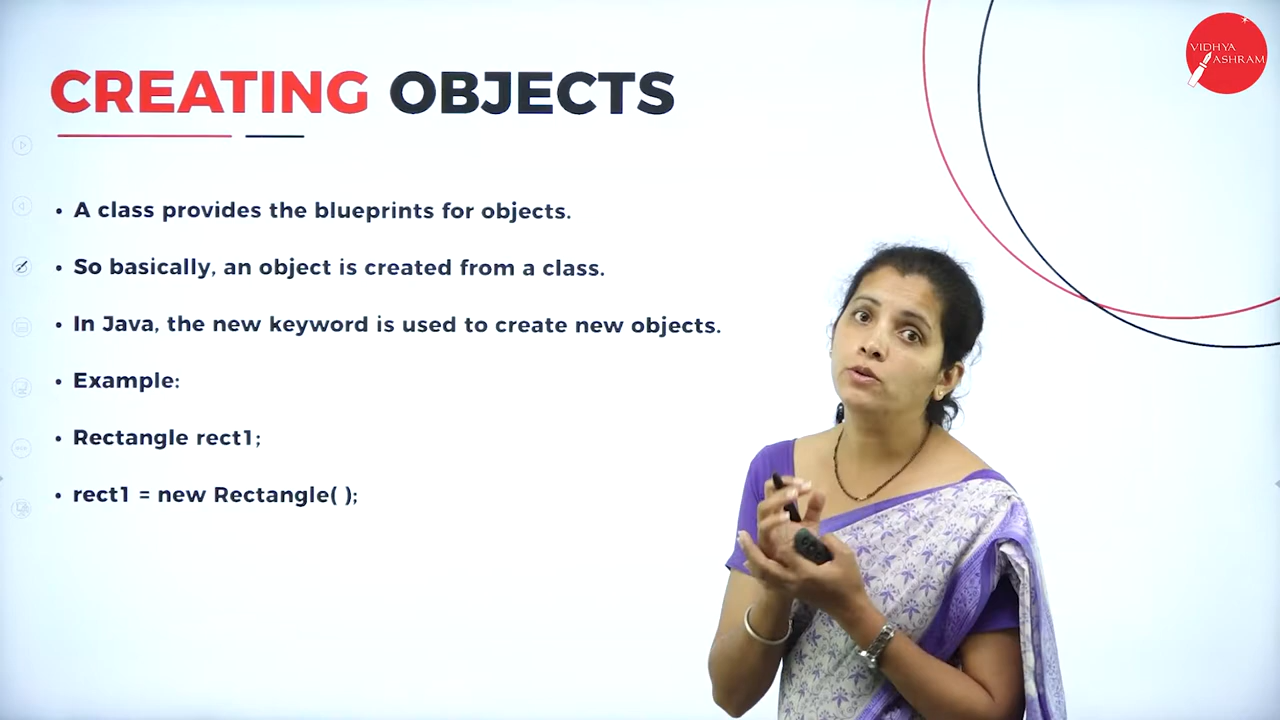 VIDHYA
ASHRAM
CREATING OBJECTS
• A class provides the blueprints for objects.
• So basically, an object is created from a class.
• In Java, the new keyword is used to create new objects.
• Example:
• Rectangle rect1;
• rect1 = new Rectangle( );